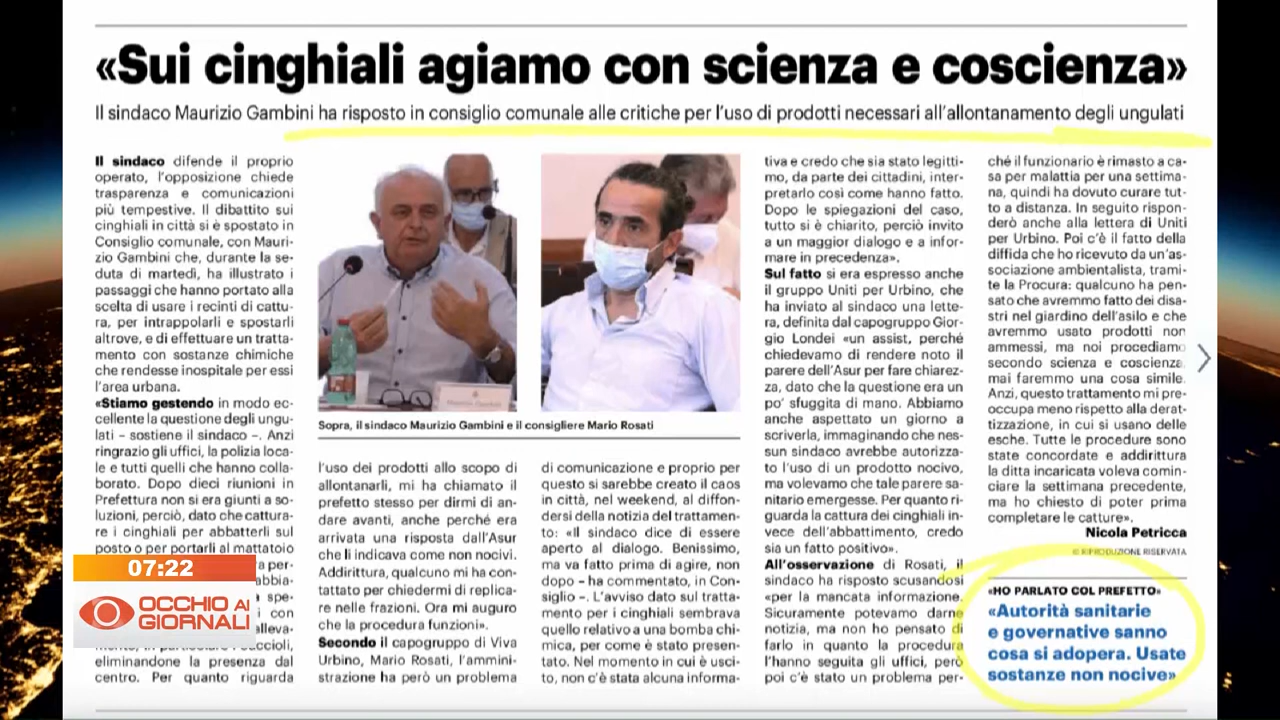 «Sui cinghiali agiamo con scienza e coscienza»
Il sindaco Maurizio Gambini ha risposto in consiglio comunale alle critiche per l'uso di prodotti necessari all'allontanamento degli ungulati
Il sindaco difende il proprio
operato, l'opposizione chiede
trasparenza e comunicazioni
più tempestive. Il dibattito sui
cinghiali in città si è spostato in
Consiglio comunale, con Mauri-
zio Gambini che, durante la se-
duta di martedì, ha illustrato i
passaggi che hanno portato alla
scelta di usare i recinti di cattu-
ra, per intrappolarli e spostarli
altrove, e di effettuare un tratta-
mento con sostanze chimiche
che rendesse inospitale per essi
l'area urbana.
«Stiamo gestendo in modo ec-
cellente la questione degli ungu-
lati – sostiene il sindaco –. Anzi
ringrazio gli uffici, la polizia loca-
le e tutti quelli che hanno colla-
borato. Dopo dieci riunioni in
Prefettura non si era giunti a so-
luzioni, perciò, dato che cattura-
re i cinghiali per abbatterli sul
posto o per portarli al mattatoio
per-
abbia-
spe-
i con
alleva-
eliminandone la presenza dal
centro. Per quanto riguarda
Sopra, il sindaco Maurizio Gambini e il consigliere Mario Rosati
l'uso dei prodotti allo scopo di
allontanarli, mi ha chiamato il
prefetto stesso per dirmi di an-
dare avanti, anche perché era
arrivata una risposta dall'Asur
che li indicava come non nocivi.
Addirittura, qualcuno mi ha con-
tattato per chiedermi di replica-
re nelle frazioni. Ora mi auguro
che la procedura funzioni».
Secondo il capogruppo di Viva
Urbino, Mario Rosati, l'ammini-
strazione ha però un problema
di comunicazione e proprio per
questo si sarebbe creato il caos
in città, nel weekend, al diffon-
dersi della notizia del trattamen-
to: «Il sindaco dice di essere
aperto al dialogo. Benissimo,
ma va fatto prima di agire, non
dopo – ha commentato, in Con-
siglio –. L'avviso dato sul tratta-
mento per i cinghiali sembrava
quello relativo a una bomba chi-
mica, per come è stato presen-
tato. Nel momento in cui è usci-
to, non c'è stata alcuna informa-
tiva e credo che sia stato legitti-
mo, da parte dei cittadini, inter-
pretarlo così come hanno fatto.
Dopo le spiegazioni del caso,
tutto si è chiarito, perciò invito
a un maggior dialogo e a infor-
mare in precedenza».
Sul fatto si era espresso anche
il gruppo Uniti per Urbino, che
ha inviato al sindaco una lette-
ra, definita dal capogruppo Gior-
gio Londei «un assist, perché
chiedevamo di rendere noto il
parere dell'Asur per fare chiarez-
za, dato che la questione era un
po' sfuggita di mano. Abbiamo
anche aspettato un giorno a
scriverla, immaginando che nes-
sun sindaco avrebbe autorizza-
to l'uso di un prodotto nocivo,
ma volevamo che tale parere sa-
nitario emergesse. Per quanto ri-
guarda la cattura dei cinghiali in-
vece dell'abbattimento, credo
sia un fatto positivo».
All'osservazione di Rosati, il
sindaco ha risposto scusandosi
«per la mancata informazione.
Sicuramente potevamo darne
notizia, ma non ho pensato di
farlo in quanto la procedura
l'hanno seguita gli uffici, però
poi c'è stato un problema per-
ché il funzionario è rimasto a ca-
sa per malattia per una settima-
na, quindi ha dovuto curare tut-
to a distanza. In seguito rispon-
derò anche alla lettera di Uniti
per Urbino. Poi c'è il fatto della
diffida che ho ricevuto da un'as-
sociazione ambientalista, trami-
te la Procura: qualcuno ha pen-
sato che avremmo fatto dei disa-
stri nel giardino dell'asilo e che
avremmo usato prodotti non
ammessi, ma noi procediamo
secondo scienza e coscienza,
mai faremmo una cosa simile.
Anzi, questo trattamento mi pre-
occupa meno rispetto alla derat-
tizzazione, in cui si usano delle
esche. Tutte le procedure sono
state concordate e addirittura
la ditta incaricata voleva comin-
ciare la settimana precedente,
ma ho chiesto di poter prima
completare le catture».
Nicola Petricca
© RIPRODUZIONE RISERVATA
«HO PARLATO COL PREFETTO»
«Autorità sanitarie
e governative sanno
cosa si adopera. Usate
sostanze non nocive»
07:22
OCCHIO AI
GIORNALI